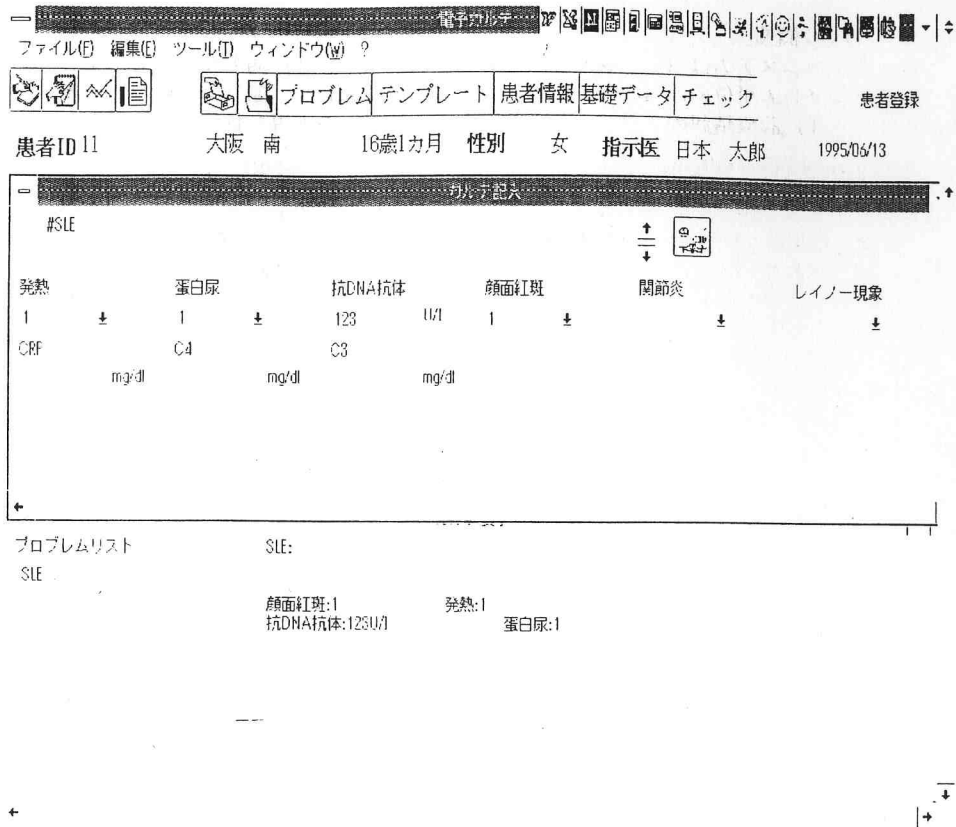 電子カルテ
ファイル(F) 編集(E) ツール(T) ウィンドウ(W) ?
プロブレム テンプレート 患者情報 基礎データ チェック 患者登録
患者ID 11 大阪 南 16歳1カ月 性別 女 指示医 日本 太郎 1995/06/13
カルテ記入
#SLE
発熱 蛋白尿 抗DNA抗体 顔面紅斑 関節炎 レイノー現象
1 1 123 U/l 1
CRP C4 C3
mg/dl mg/dl mg/dl
プロブレムリスト SLE:
SLE
顔面紅斑:1 発熱:1
抗DNA抗体:123U/l 蛋白尿:1